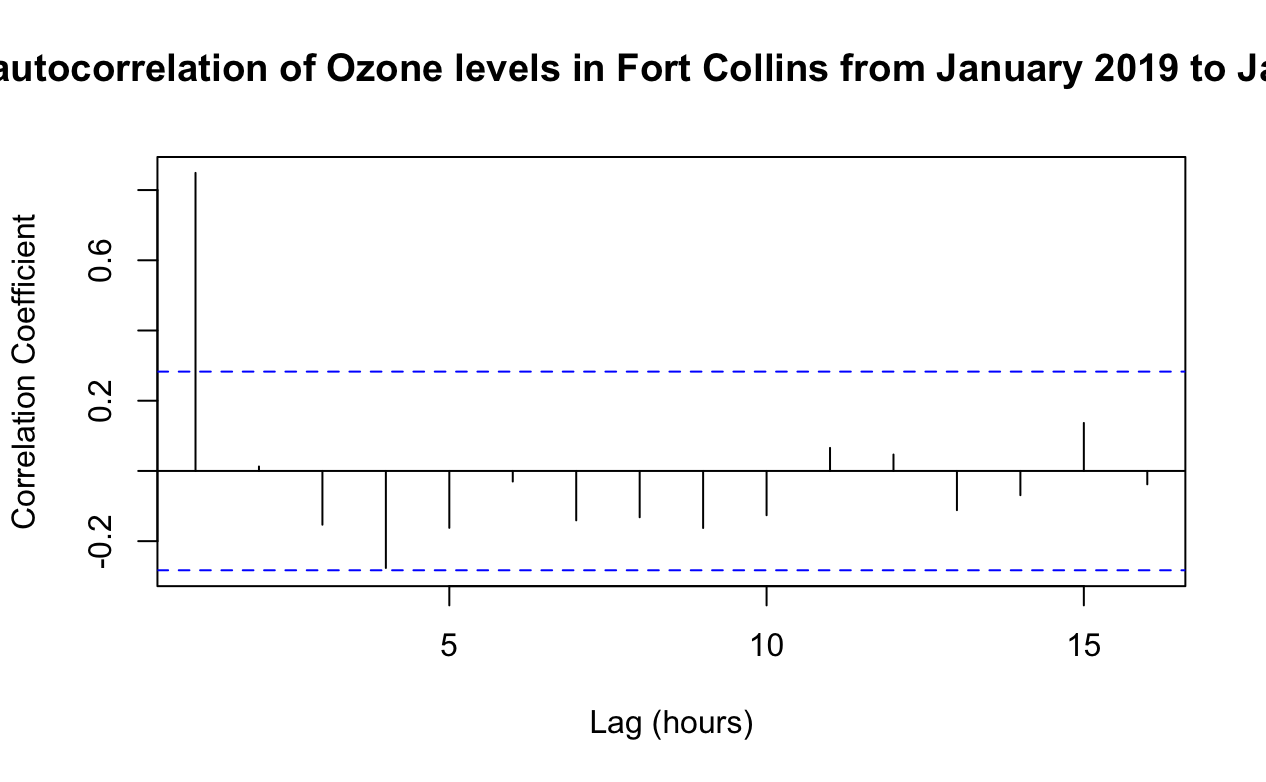 autocorrelation of Ozone levels in Fort Collins from January 2019 to Ja
Correlation Coefficient
0.6
0.2
-0.2
5 10 15
Lag (hours)